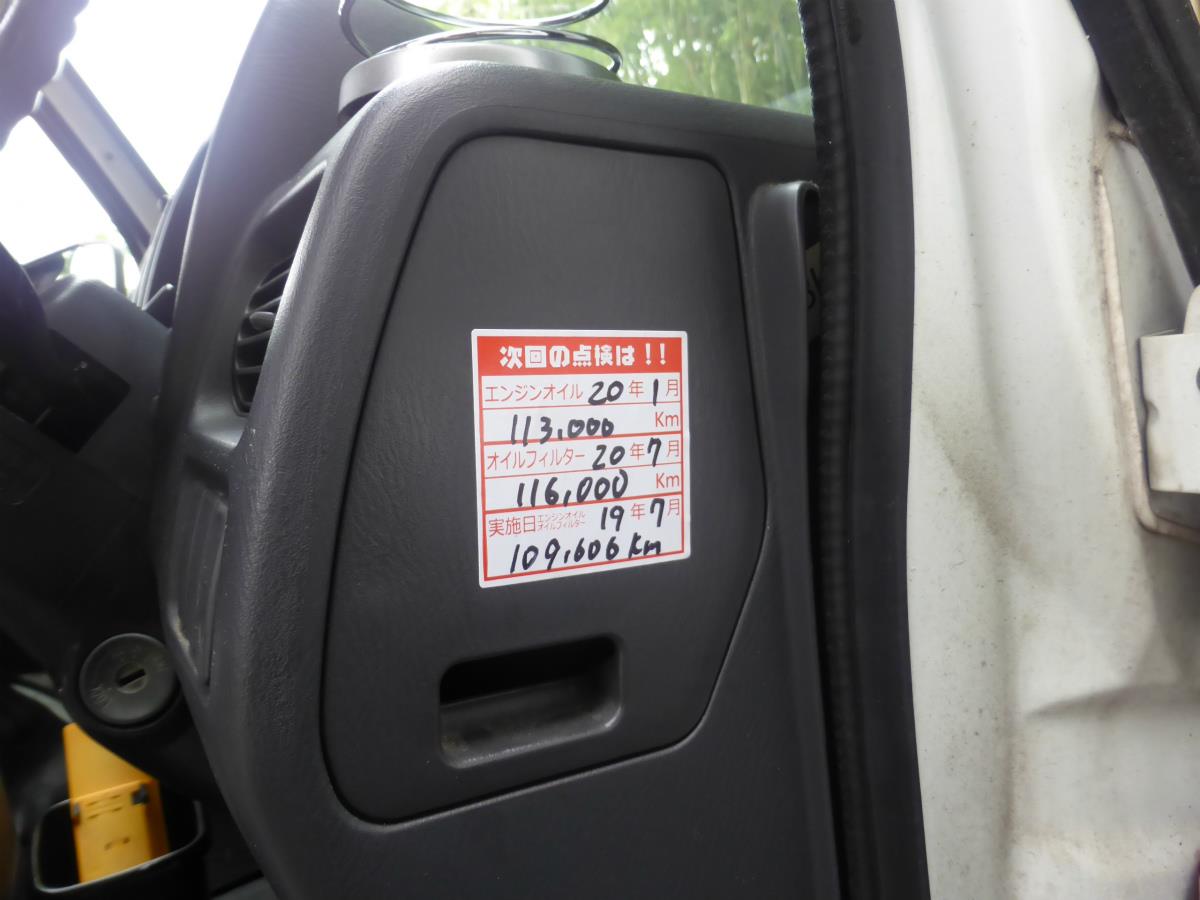 次回の点検は!!
エンジンオイル 20 年 1 月
113,000 Km
オイルフィルター 20 年 7 月
116,000 Km
実施日 エンジンオイル オイルフィルター 19 年 7 月
109,606 Km